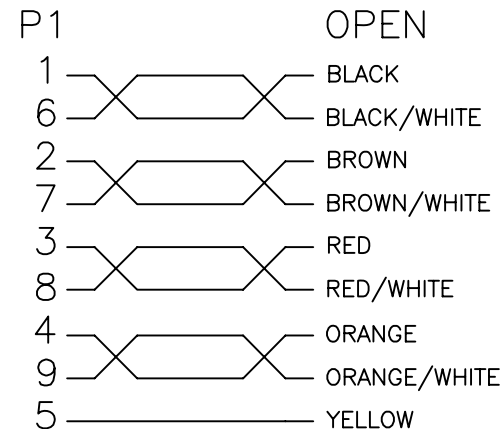 P1 OPEN
1 BLACK
6 BLACK/WHITE
2 BROWN
7 BROWN/WHITE
3 RED
8 RED/WHITE
4 ORANGE
9 ORANGE/WHITE
5 YELLOW